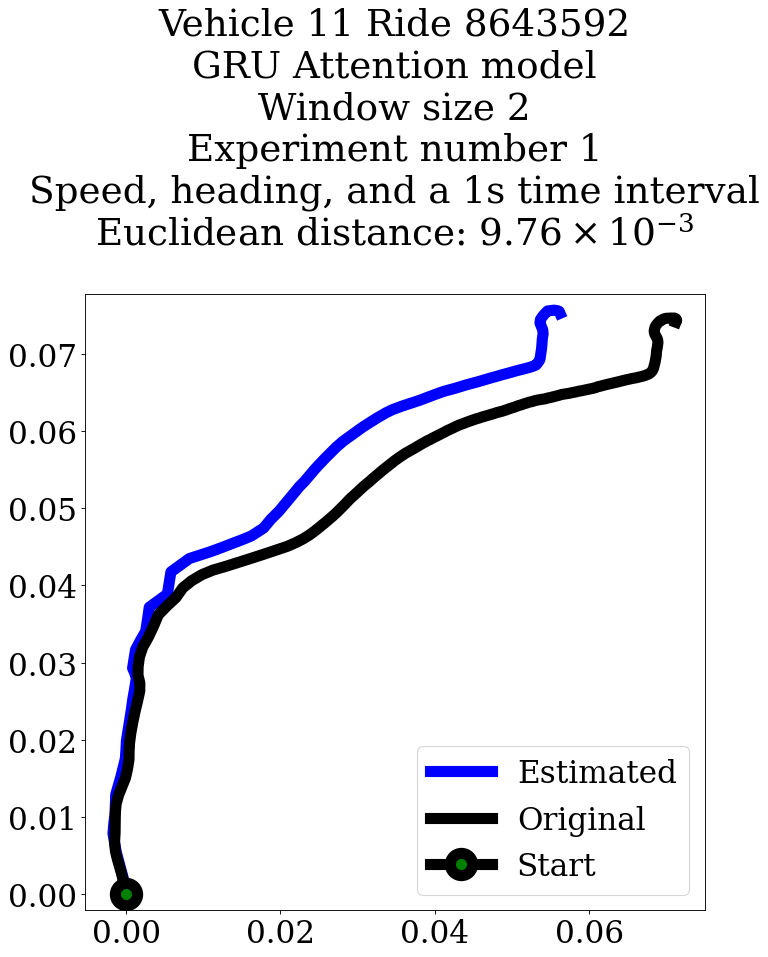 Vehicle 11 Ride 8643592
GRU Attention model
Window size 2
Experiment number 1
Speed, heading, and a 1s time interval
Euclidean distance: 9.76 × 10⁻³
0.07
0.06
0.05
0.04
0.03
0.02
0.01
0.00
Estimated
Original
Start
0.00 0.02 0.04 0.06